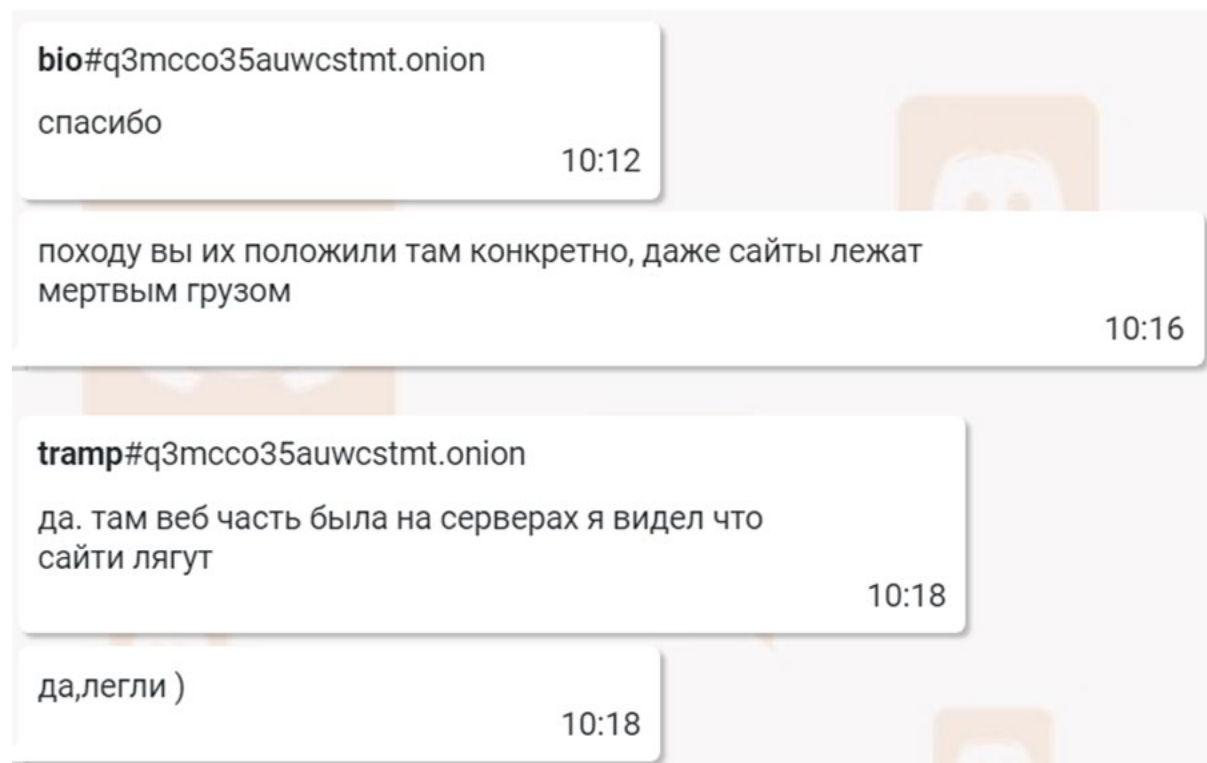 bio#q3mcco35auwcstmt.onion
спасибо
10:12
походу вы их положили там конкретно, даже сайты лежат
мертвым грузом
10:16
tramp#q3mcco35auwcstmt.onion
да. там веб часть была на серверах я видел что
сайти лягут
10:18
да,легли )
10:18